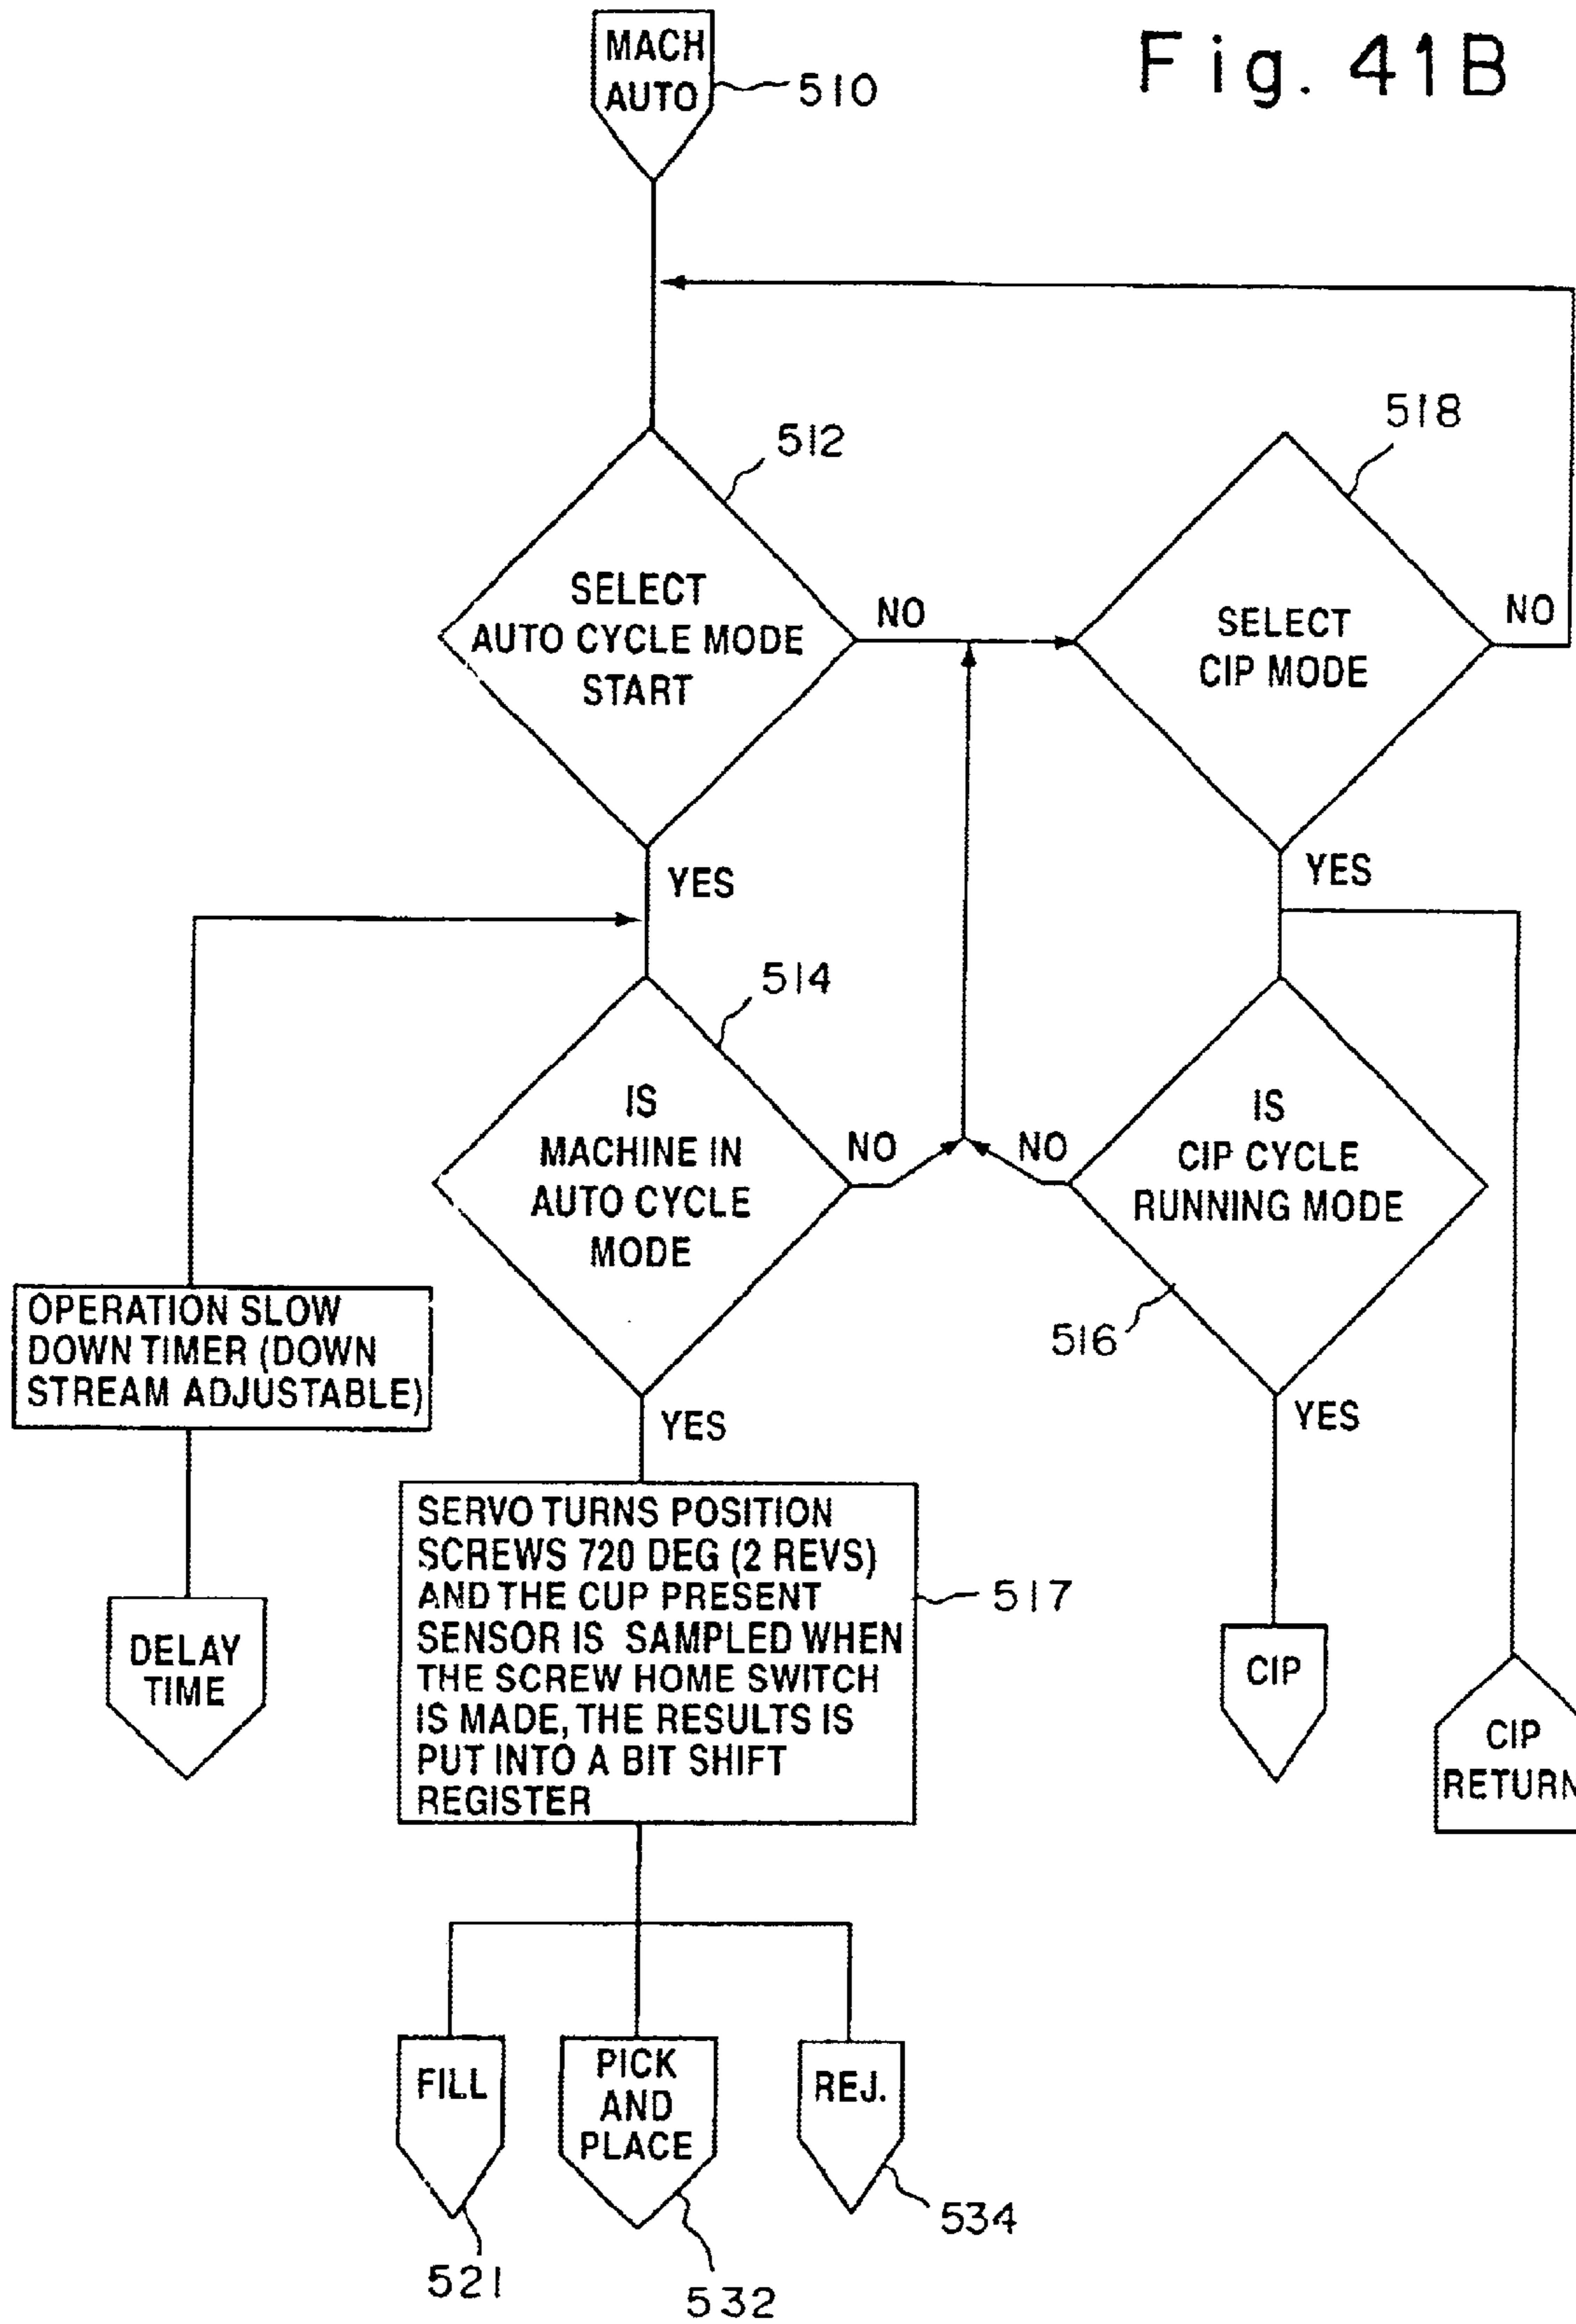 Fig. 41B
MACH
AUTO
510
512
518
SELECT
AUTO CYCLE MODE
START
NO
SELECT
CIP MODE
NO
YES
YES
514
IS
MACHINE IN
AUTO CYCLE
MODE
NO
NO
IS
CIP CYCLE
RUNNING MODE
516
OPERATION SLOW
DOWN TIMER (DOWN
STREAM ADJUSTABLE)
YES
YES
SERVO TURNS POSITION
SCREWS 720 DEG (2 REVS)
AND THE CUP PRESENT
SENSOR IS SAMPLED WHEN
THE SCREW HOME SWITCH
IS MADE, THE RESULTS IS
PUT INTO A BIT SHIFT
REGISTER
517
DELAY
TIME
CIP
CIP
RETURN
FILL
PICK
AND
PLACE
REJ.
521
532
534